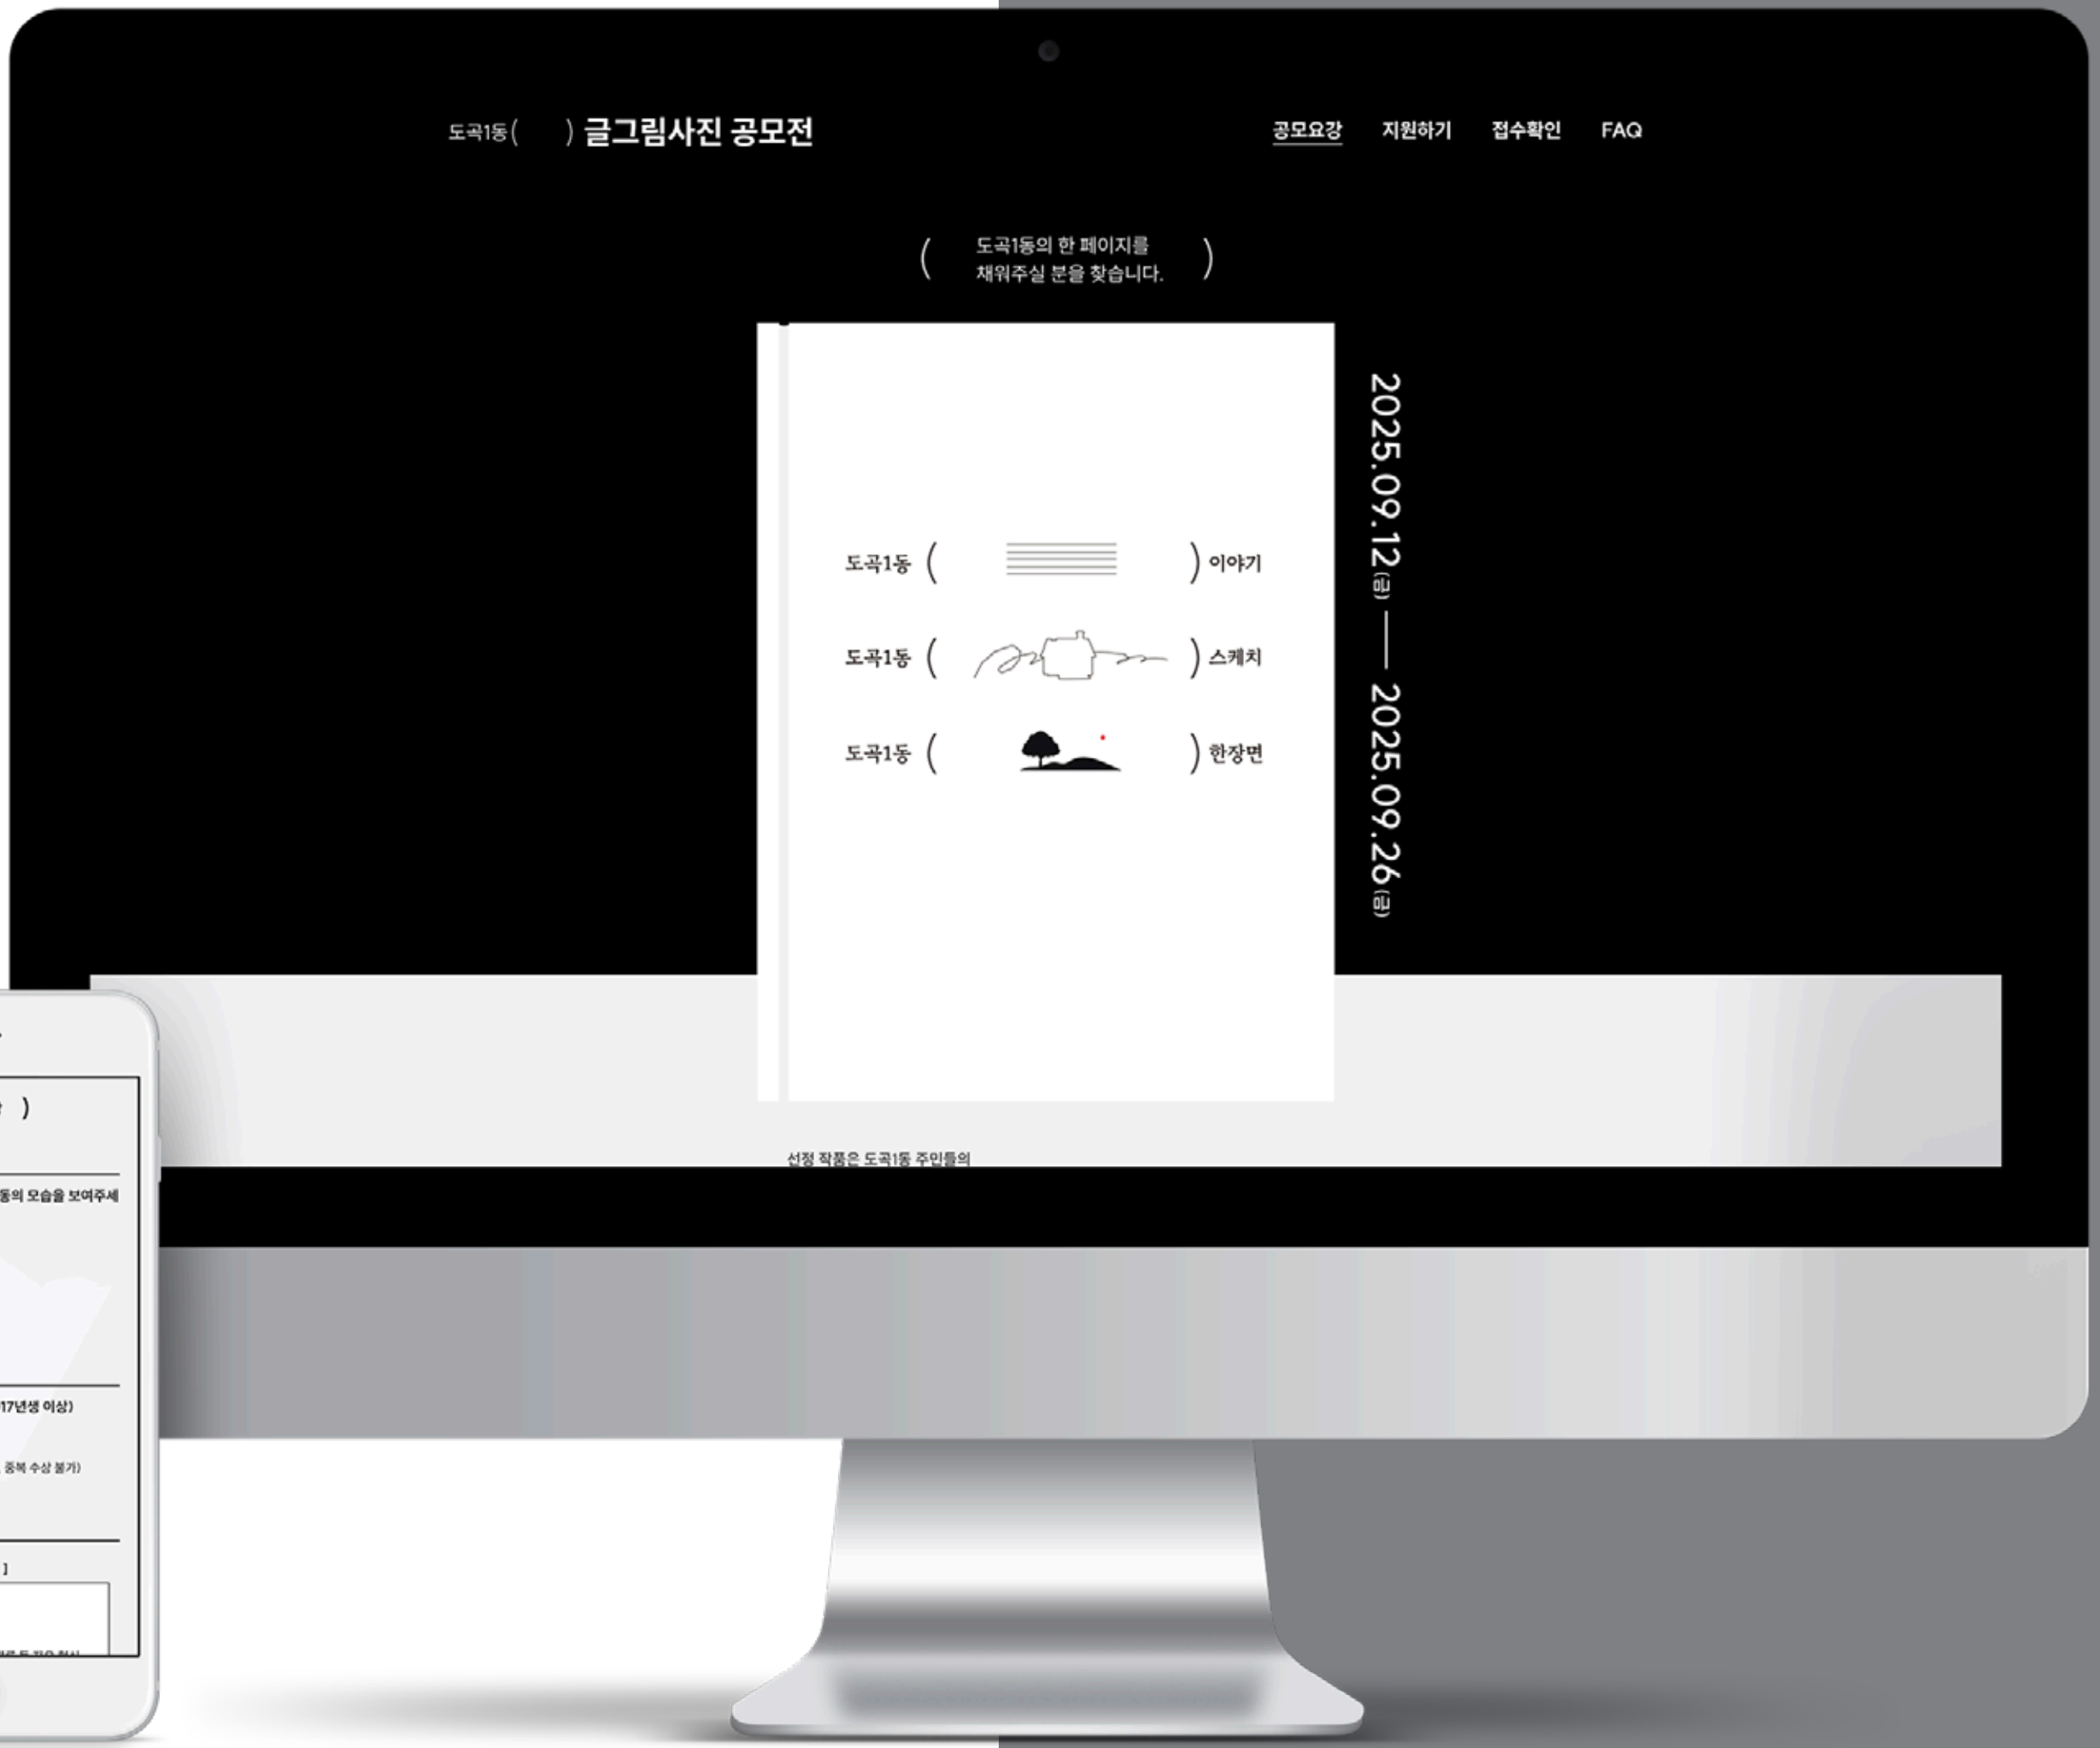 도곡1동( ) 글그림사진 공모전
공모요강 지원하기 접수확인 FAQ
( 도곡1동의 한 페이지를
채워주실 분을 찾습니다. )
도곡1동 ( ) 이야기
도곡1동 ( ) 스케치
도곡1동 ( ) 한장면
2025.09.12(금) — 2025.09.26(금)
선정 작품은 도곡1동 주민들의
)
동의 모습을 보여주세
17년생 이상)
중복 수상 불가)
]